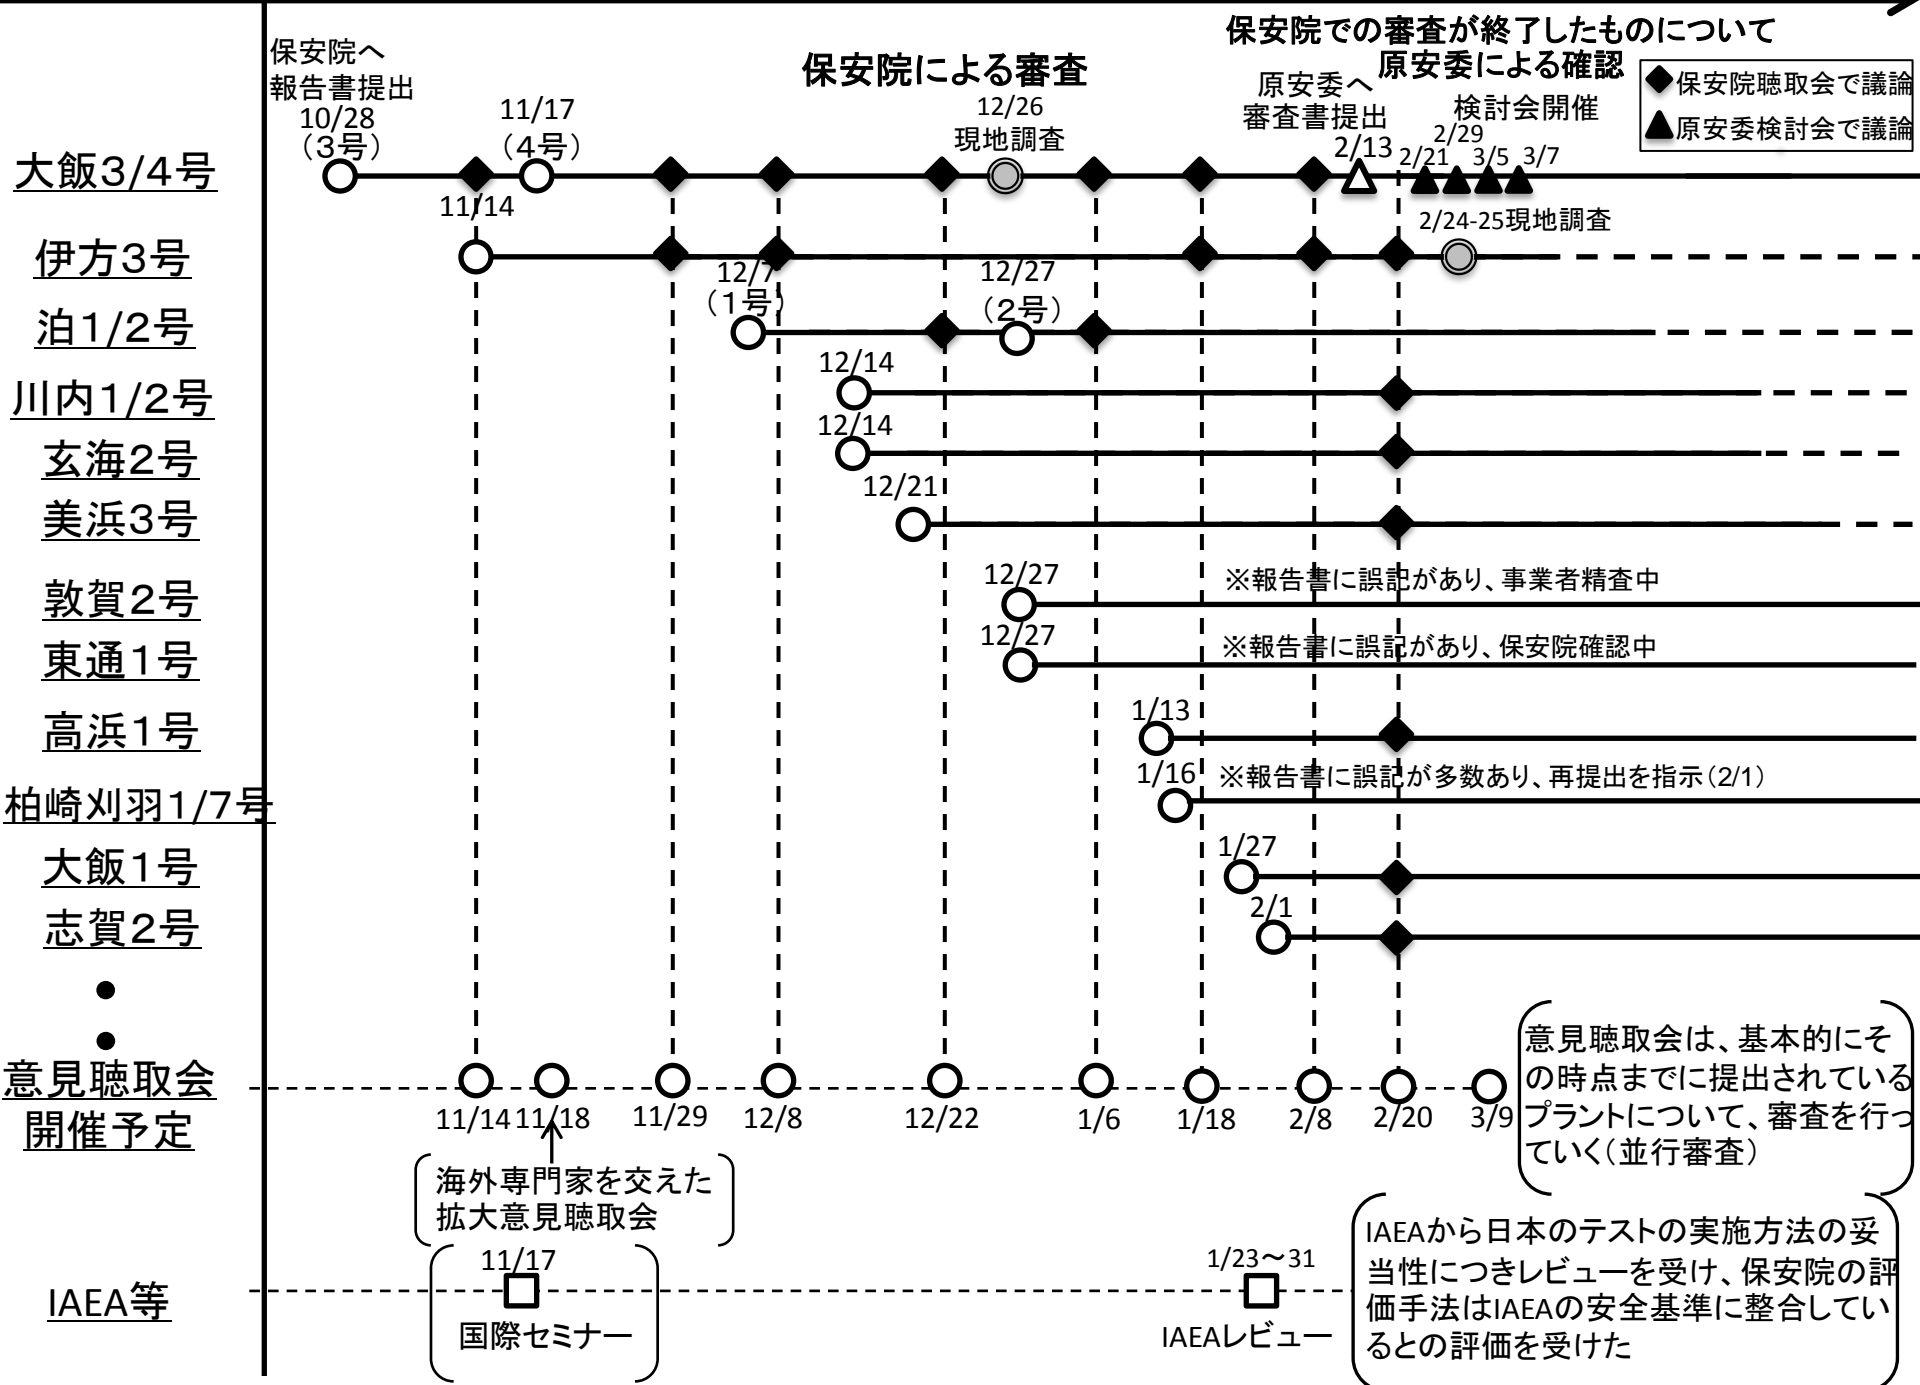 保安院での審査が終了したものについて
原安委による確認
保安院による審査
保安院へ
報告書提出
10/28
（3号）
11/17
（4号）
12/26
現地調査
原安委へ
審査書提出
2/13
検討会開催
2/21
2/29
3/5
3/7
保安院聴取会で議論
原安委検討会で議論
大飯3/4号
11/14
2/24-25現地調査
伊方3号
12/7
（1号）
12/27
（2号）
泊1/2号
12/14
川内1/2号
12/14
玄海2号
12/21
美浜3号
12/27
※報告書に誤記があり、事業者精査中
敦賀2号
12/27
※報告書に誤記があり、保安院確認中
東通1号
1/13
高浜1号
1/16
※報告書に誤記が多数あり、再提出を指示（2/1）
柏崎刈羽1/7号
1/27
大飯1号
2/1
志賀2号
意見聴取会
開催予定
11/14
11/18
11/29
12/8
12/22
1/6
1/18
2/8
2/20
3/9
意見聴取会は、基本的にそ
の時点までに提出されている
プラントについて、審査を行っ
ていく（並行審査）
海外専門家を交えた
拡大意見聴取会
IAEA等
11/17
国際セミナー
1/23～31
IAEAレビュー
IAEAから日本のテストの実施方法の妥
当性につきレビューを受け、保安院の評
価手法はIAEAの安全基準に整合してい
るとの評価を受けた